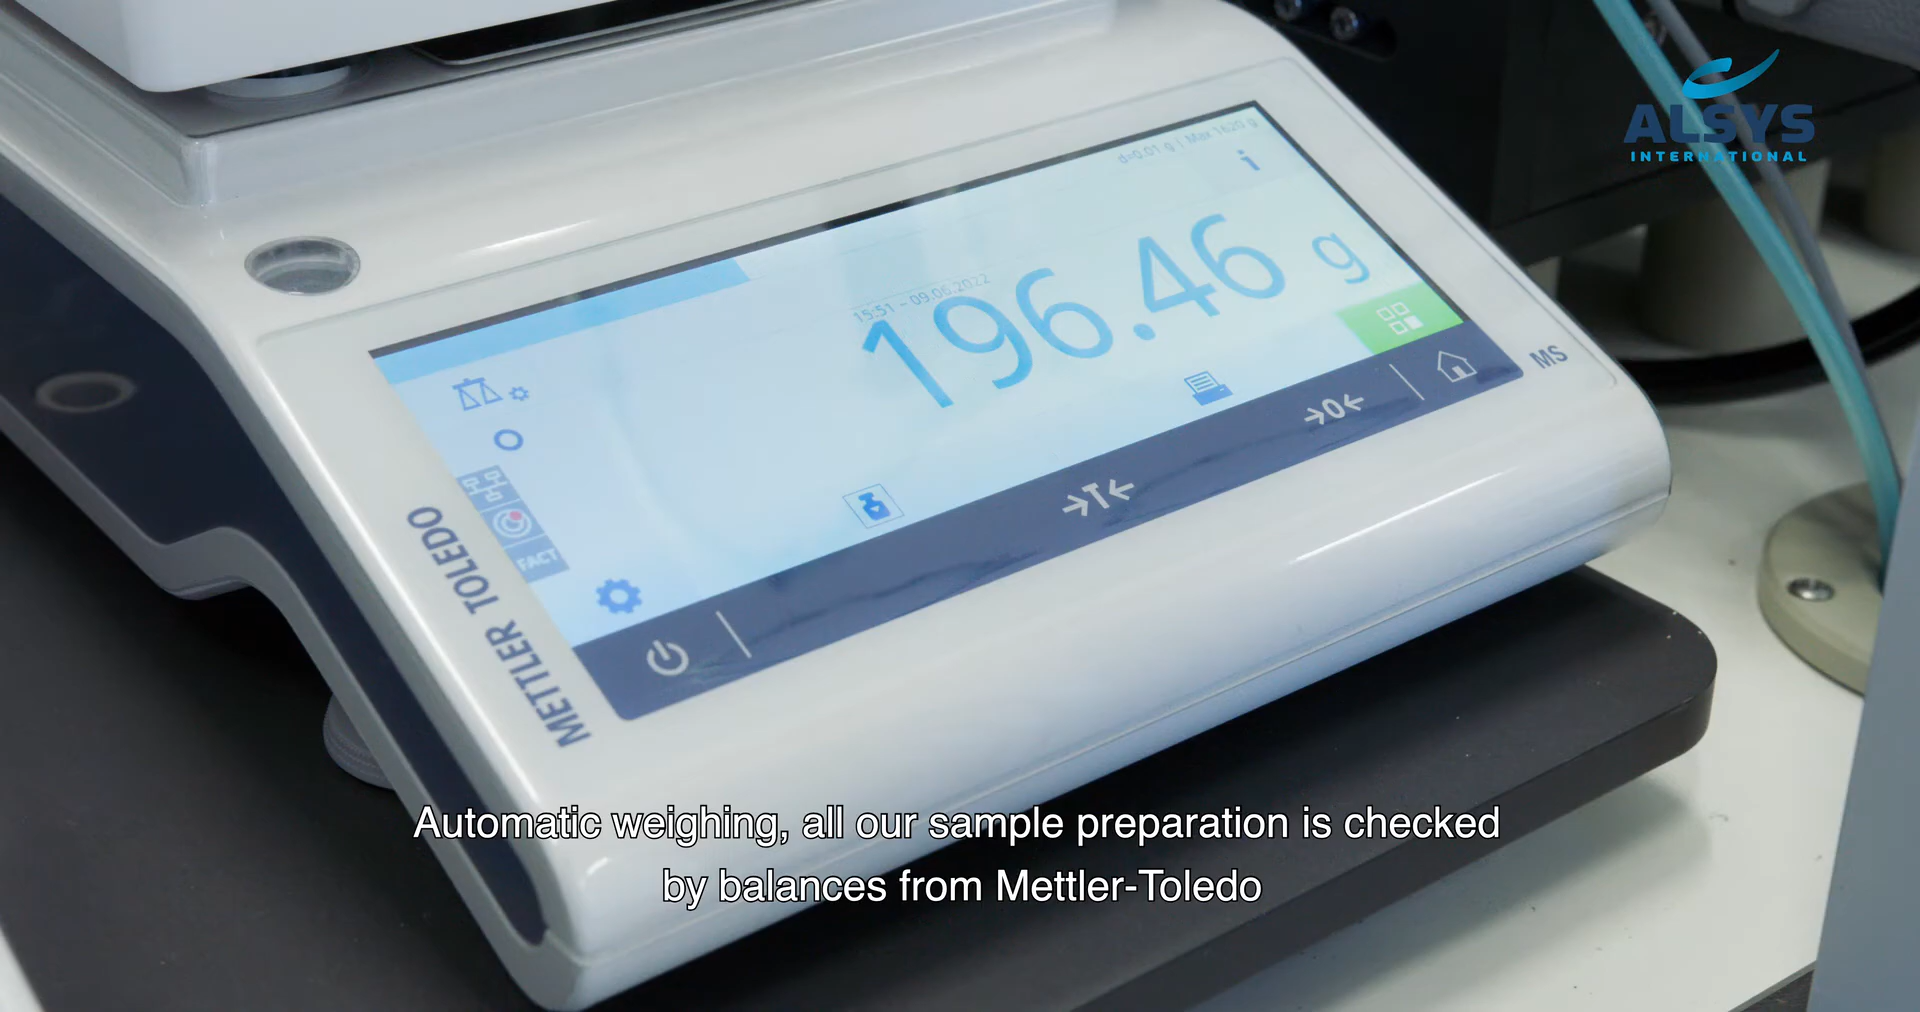 ALSYS
INTERNATIONAL
d=0.01 g | Max 1620 g
i
15:51 - 09.06.2022
196.46 g
FACT
→T←
→0←
MS
METTLER TOLEDO
Automatic weighing, all our sample preparation is checked
by balances from Mettler-Toledo